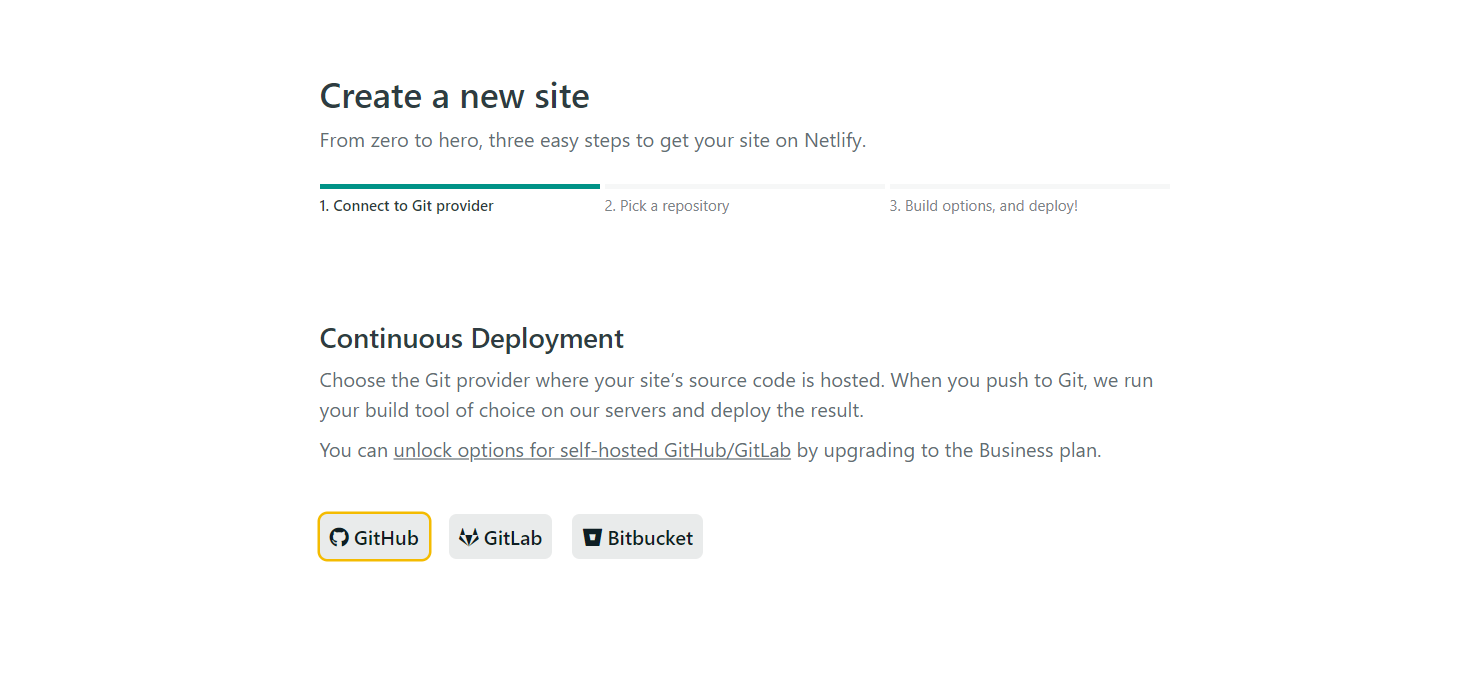 Create a new site
From zero to hero, three easy steps to get your site on Netlify.
1. Connect to Git provider
2. Pick a repository
3. Build options, and deploy!
Continuous Deployment
Choose the Git provider where your site’s source code is hosted. When you push to Git, we run
your build tool of choice on our servers and deploy the result.
You can unlock options for self-hosted GitHub/GitLab by upgrading to the Business plan.
GitHub
GitLab
Bitbucket